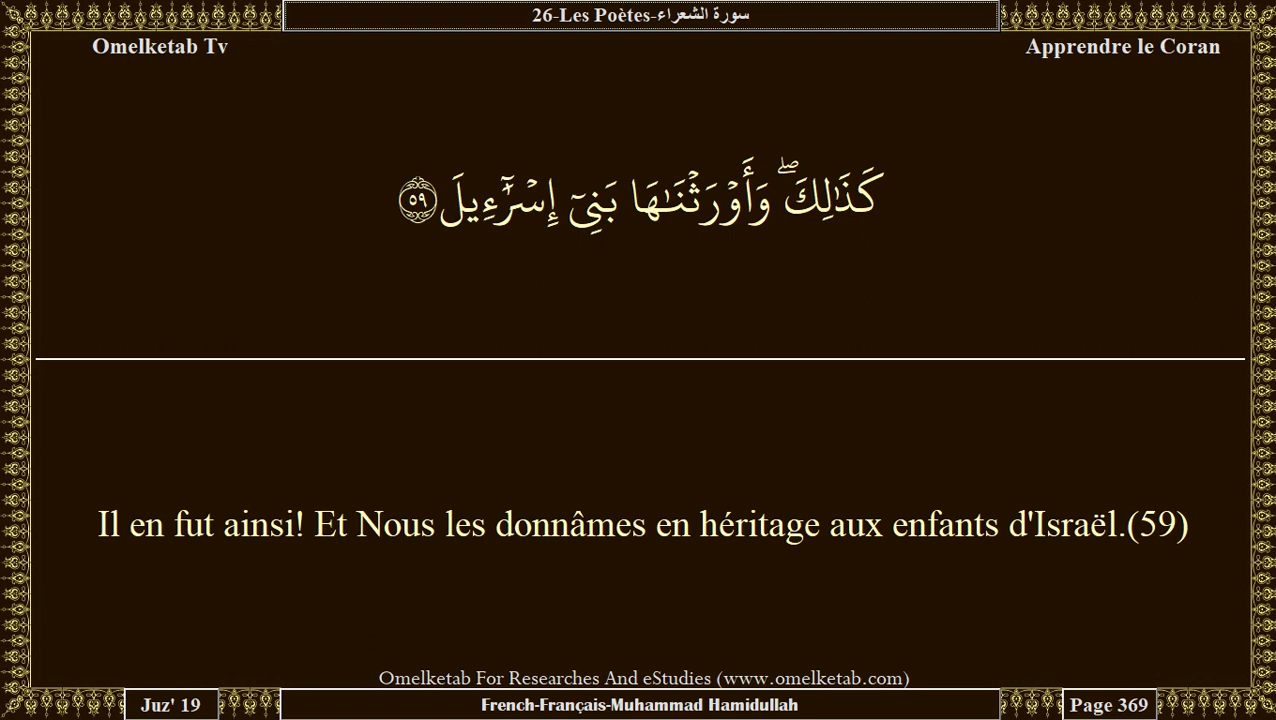 26-Les Poètes-سورة الشعراء
Omelketab Tv
Apprendre le Coran
كَذَٰلِكَ ۖ وَأَوْرَثْنَـٰهَا بَنِىٓ إِسْرَٰٓءِيلَ ٥٩
Il en fut ainsi! Et Nous les donnâmes en héritage aux enfants d'Israël.(59)
Omelketab For Researches And eStudies (www.omelketab.com)
Juz' 19
French-Français-Muhammad Hamidullah
Page 369